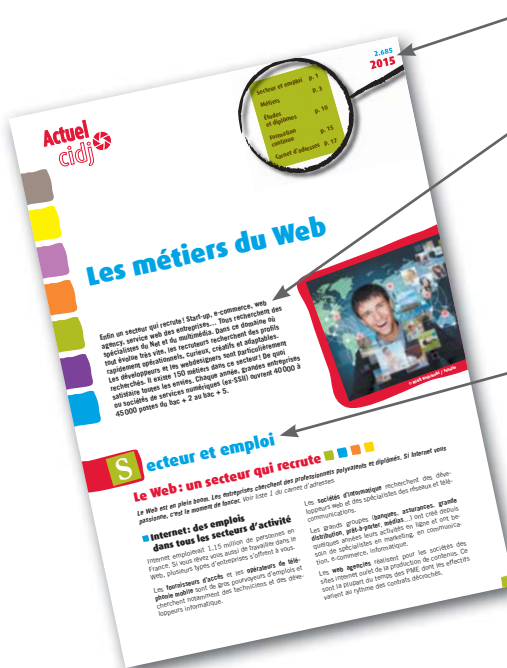 2.685
2015
Secteur et emploi p. 1
Métiers p. 3
Études
et diplômes p. 10
Formation
continue p. 15
Carnet d'adresses p. 17
Actuel
cidj
Les métiers du Web
Enfin un secteur qui recrute ! Start-up, e-commerce, web
agency, service web des entreprises... Tous recherchent des
spécialistes du Net et du multimédia. Dans ce domaine où
tout évolue très vite, les recruteurs recherchent des profils
rapidement opérationnels, curieux, créatifs et adaptables.
Les développeurs et les webdesigners sont particulièrement
recherchés. Il existe 150 métiers dans ce secteur ! De quoi
satisfaire toutes les envies. Chaque année, grandes entreprises
ou sociétés de services numériques (ex-SSII) ouvrent 40 000 à
45 000 postes du bac + 2 au bac + 5.
/ Fotolia
Secteur et emploi
Le Web : un secteur qui recrute
Le Web est en plein boom. Les entreprises cherchent des professionnels polyvalents et diplômés. Si Internet vous
passionne, c'est le moment de foncer. Voir liste 1 du carnet d'adresses.
Internet : des emplois
dans tous les secteurs d'activité
Internet emploierait 1,15 million de personnes en
France. Si vous rêvez vous aussi de travailler dans le
Web, plusieurs types d'entreprises s'offrent à vous.
Les fournisseurs d'accès et les opérateurs de télé-
phonie mobile sont de gros pourvoyeurs d'emplois et
cherchent notamment des techniciens et des déve-
loppeurs informatique.
Les sociétés d'informatique recherchent des déve-
loppeurs web et des spécialistes des réseaux et télé-
communications.
Les grands groupes (banques, assurances, grande
distribution, prêt-à-porter, médias...) ont créé depuis
quelques années leurs activités en ligne et ont be-
soin de spécialistes en marketing, en communica-
tion, e-commerce, informatique.
Les web agencies réalisent pour les sociétés des
sites internet ou/et de la production de contenus. Ce
sont la plupart du temps des PME dont les effectifs
varient au rythme des contrats décrochés.